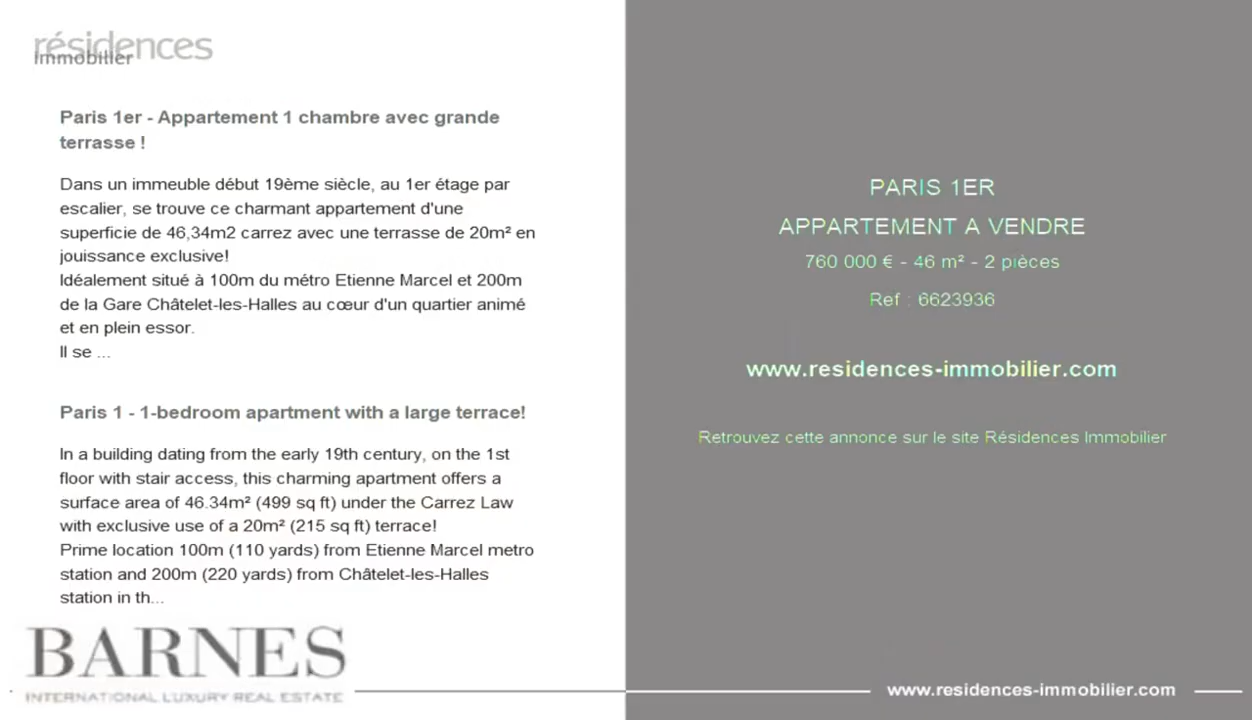 résidences
immobilier
Paris 1er - Appartement 1 chambre avec grande
terrasse !
Dans un immeuble début 19ème siècle, au 1er étage par
escalier, se trouve ce charmant appartement d'une
superficie de 46,34m2 carrez avec une terrasse de 20m² en
jouissance exclusive!
Idéalement situé à 100m du métro Etienne Marcel et 200m
de la Gare Châtelet-les-Halles au cœur d'un quartier animé
et en plein essor.
Il se ...
Paris 1 - 1-bedroom apartment with a large terrace!
In a building dating from the early 19th century, on the 1st
floor with stair access, this charming apartment offers a
surface area of 46.34m² (499 sq ft) under the Carrez Law
with exclusive use of a 20m² (215 sq ft) terrace!
Prime location 100m (110 yards) from Etienne Marcel metro
station and 200m (220 yards) from Châtelet-les-Halles
station in th...
BARNES
INTERNATIONAL LUXURY REAL ESTATE
PARIS 1ER
APPARTEMENT A VENDRE
760 000 € - 46 m² - 2 pièces
Ref : 6623936
www.residences-immobilier.com
Retrouvez cette annonce sur le site Résidences Immobilier
www.residences-immobilier.com